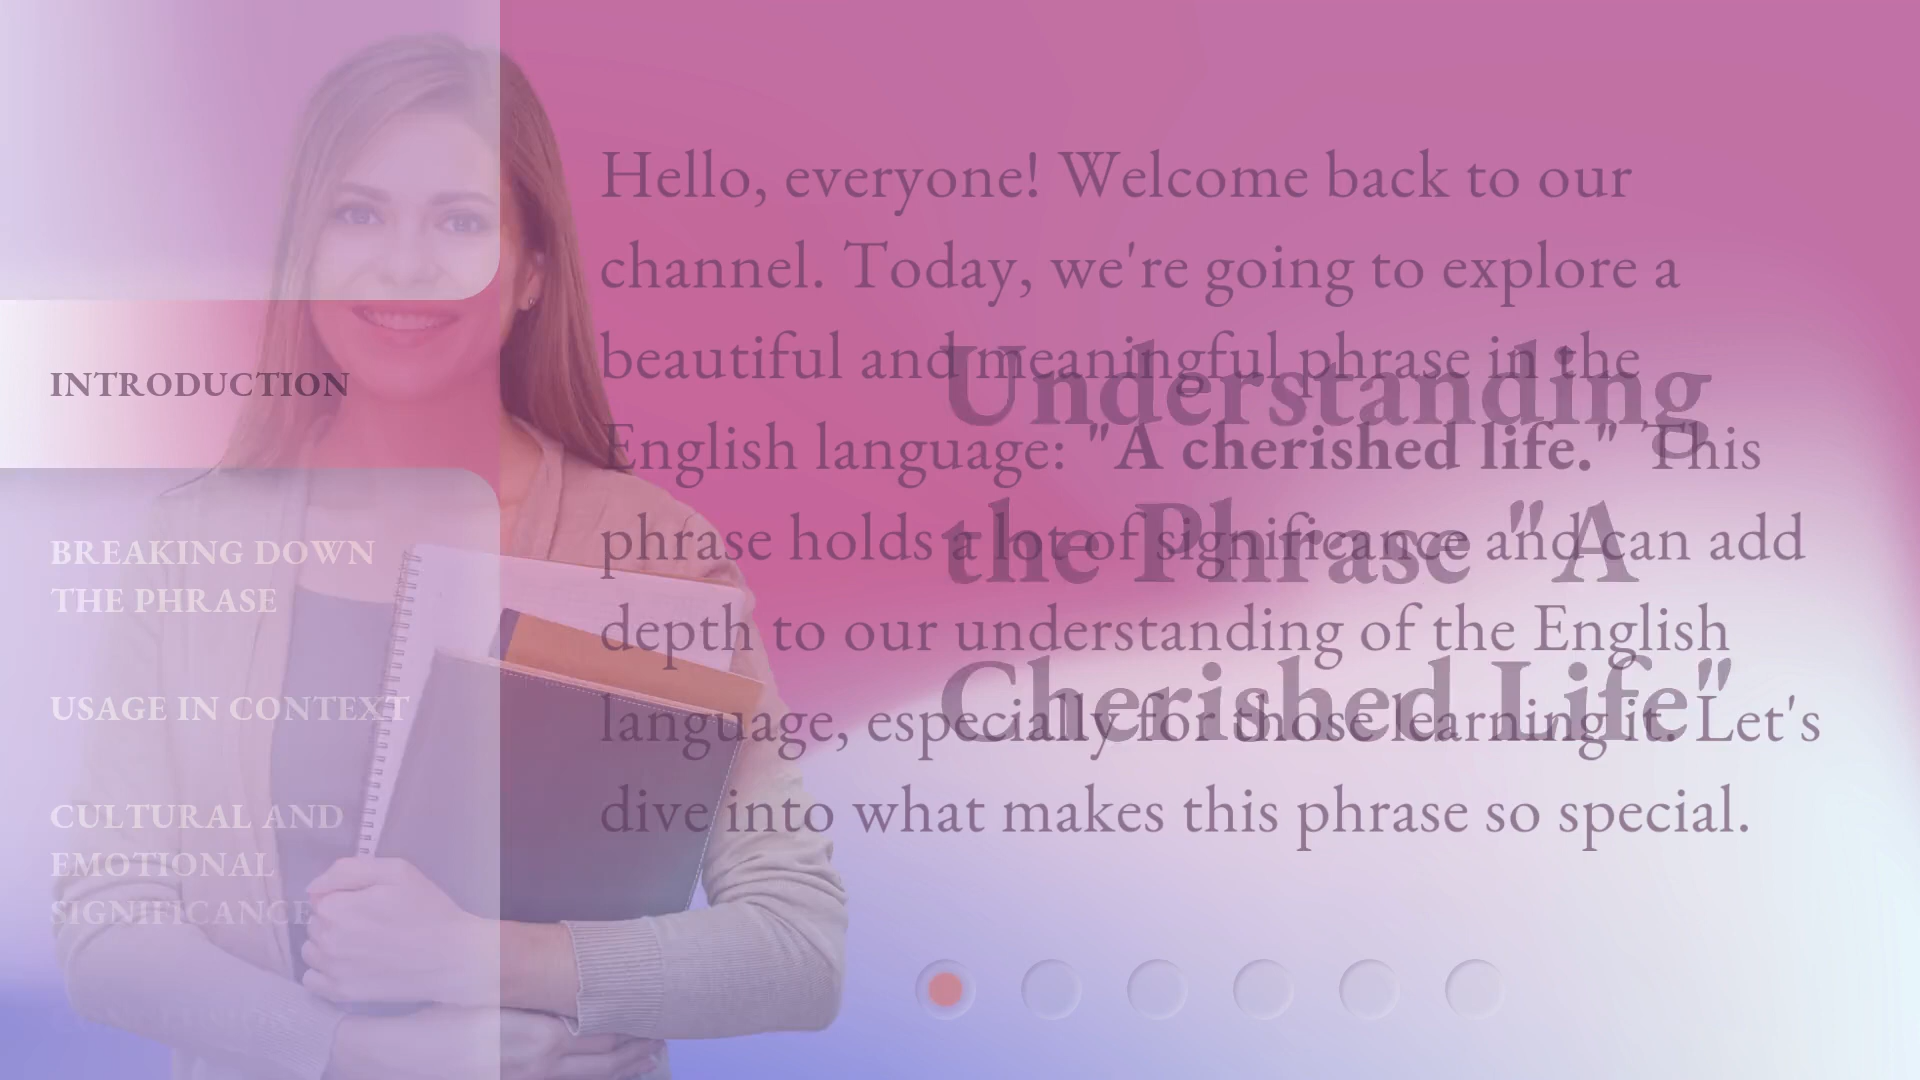 INTRODUCTION
BREAKING DOWN
THE PHRASE
USAGE IN CONTEXT
CULTURAL AND
EMOTIONAL
SIGNIFICANCE
Hello, everyone! Welcome back to our
channel. Today, we're going to explore a
beautiful and meaningful phrase in the
English language: "A cherished life." This
phrase holds a lot of significance and can add
depth to our understanding of the English
language, especially for those learning it. Let's
dive into what makes this phrase so special.
Understanding
the Phrase "A
Cherished Life"